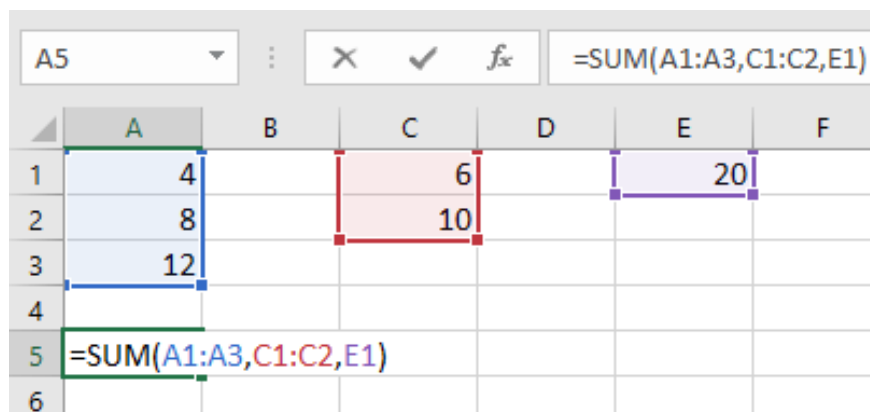 A5 fx =SUM(A1:A3,C1:C2,E1)
A B C D E F
1 4 6 20
2 8 10
3 12
4
5 =SUM(A1:A3,C1:C2,E1)
6